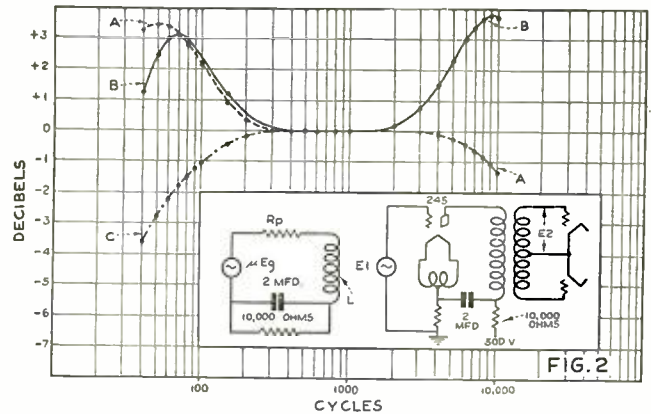 +3
+2
+1
0
-1
-2
-3
-4
-5
-6
-7
DECIBELS
A
B
C
B
A
Rp
μEg
2 MFD
10,000 OHMS
L
245
E1
E2
2
MFD
10,000
OHMS
300 V
FIG. 2
100
1000
10,000
CYCLES